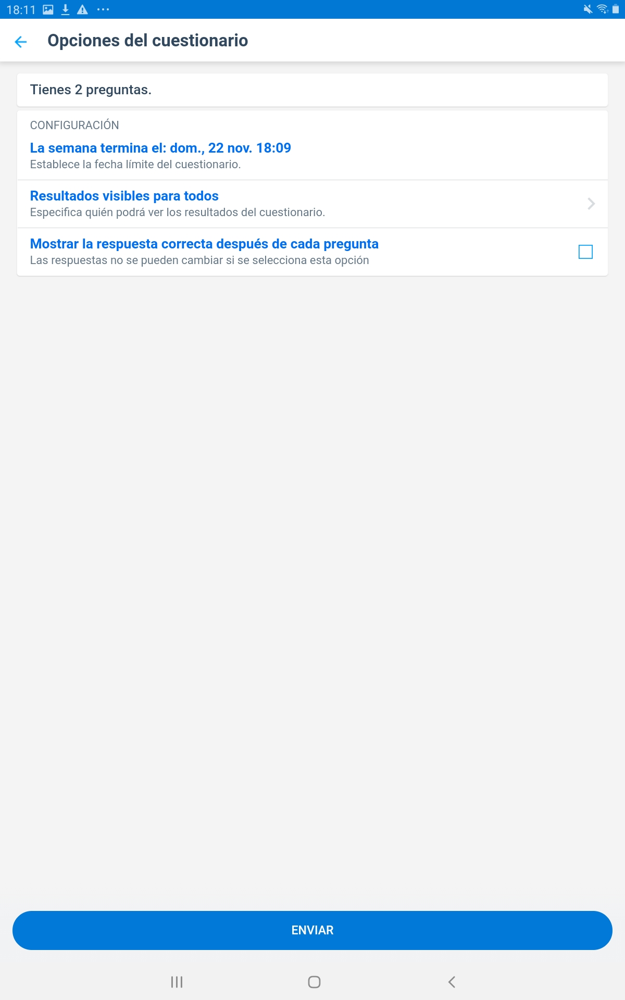 18:11
Opciones del cuestionario
Tienes 2 preguntas.
CONFIGURACIÓN
La semana termina el: dom., 22 nov. 18:09
Establece la fecha límite del cuestionario.
Resultados visibles para todos
Especifica quién podrá ver los resultados del cuestionario.
Mostrar la respuesta correcta después de cada pregunta
Las respuestas no se pueden cambiar si se selecciona esta opción
ENVIAR